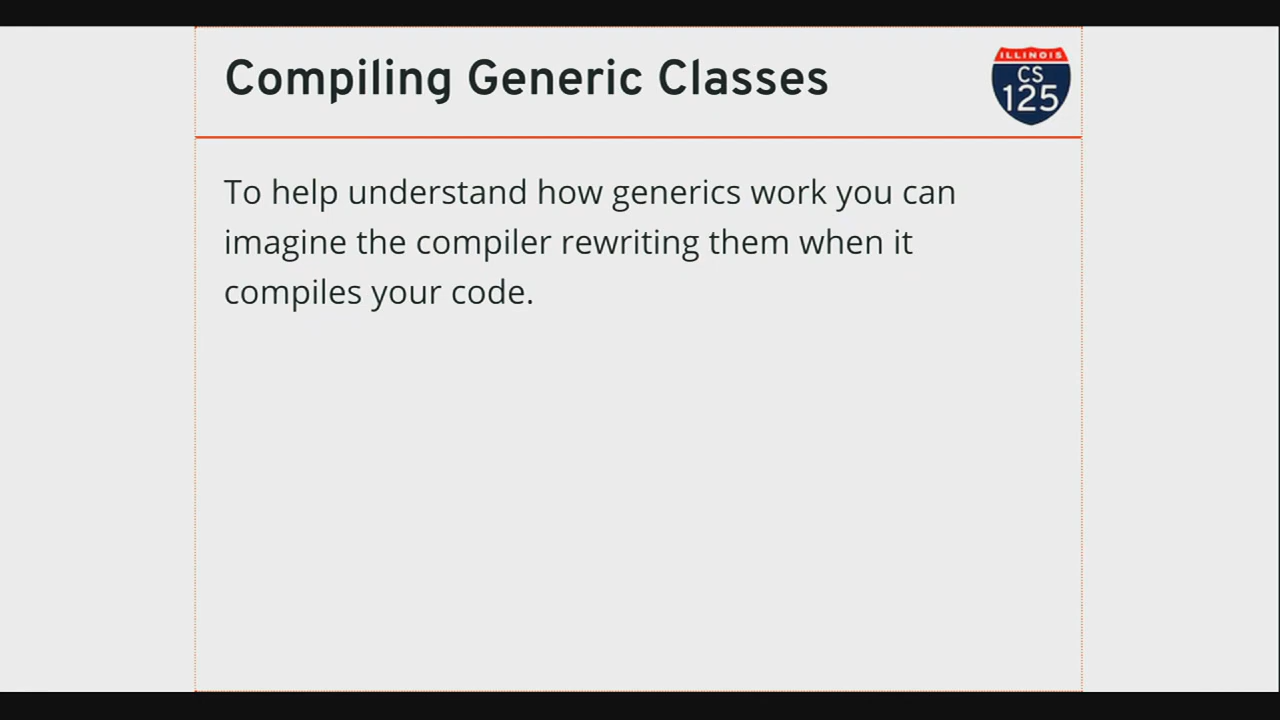 Compiling Generic Classes
ILLINOIS
CS
125
To help understand how generics work you can
imagine the compiler rewriting them when it
compiles your code.